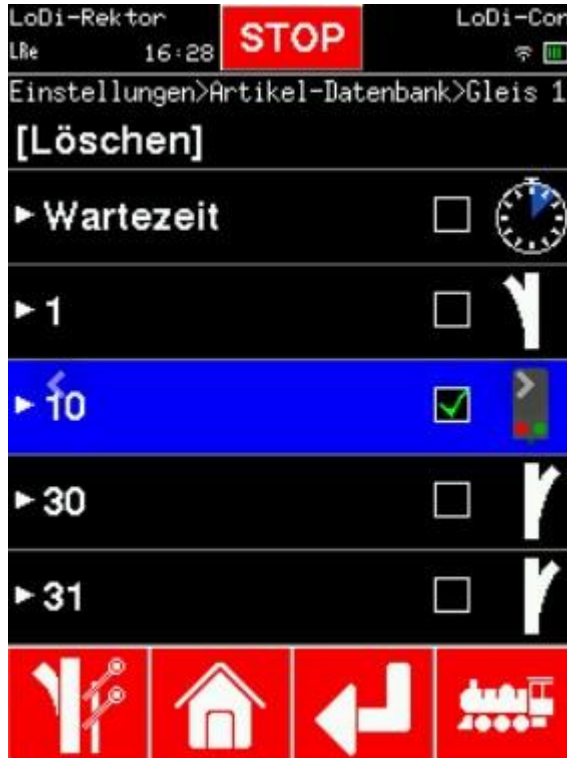 LoDi-Rektor
LoDi-Con
LRe 16:28
STOP
Einstellungen>Artikel-Datenbank>Gleis 1
[Löschen]
Wartezeit
1
10
30
31